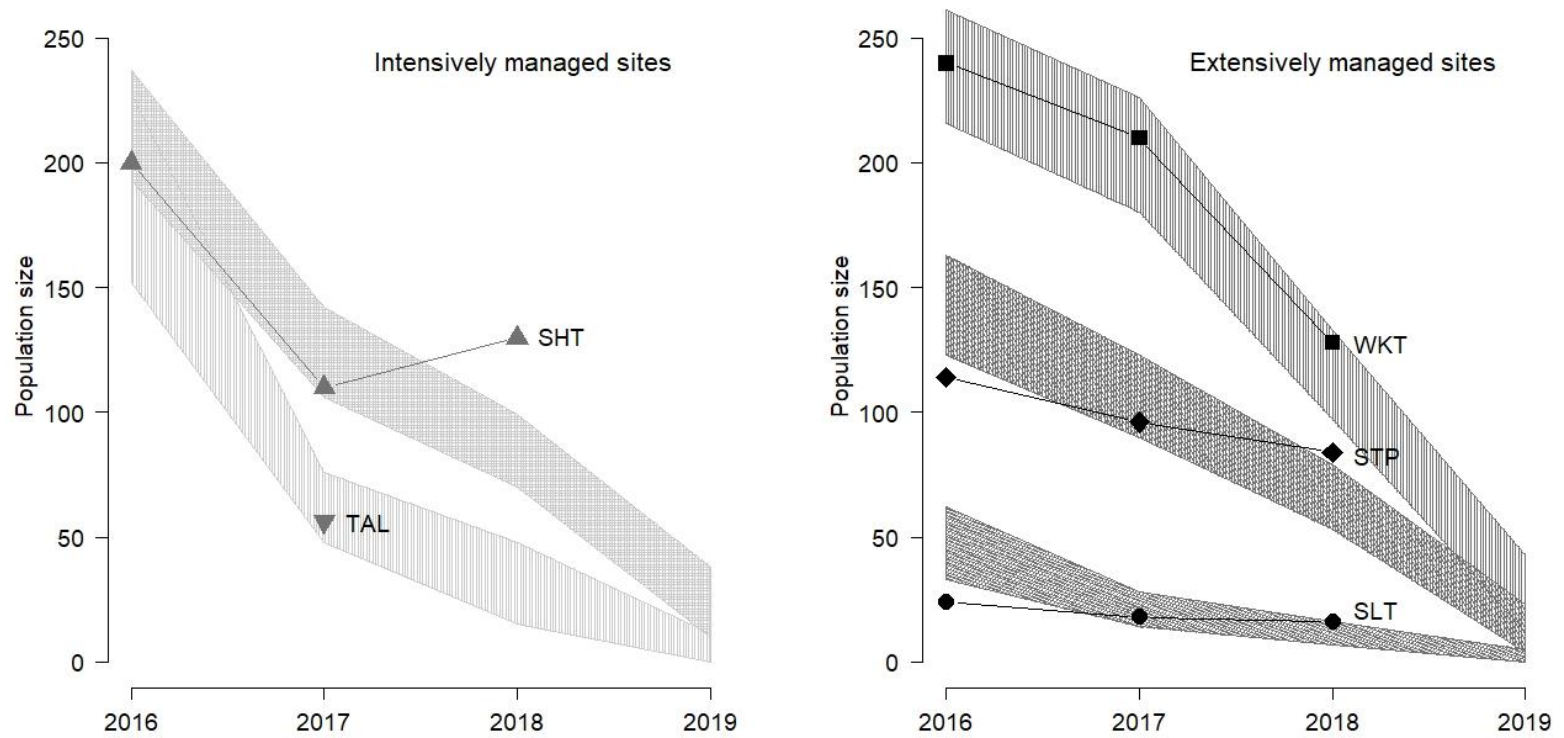 Intensively managed sites
Population size
250
200
150
100
50
0
SHT
TAL
2016 2017 2018 2019
Extensively managed sites
Population size
250
200
150
100
50
0
WKT
STP
SLT
2016 2017 2018 2019